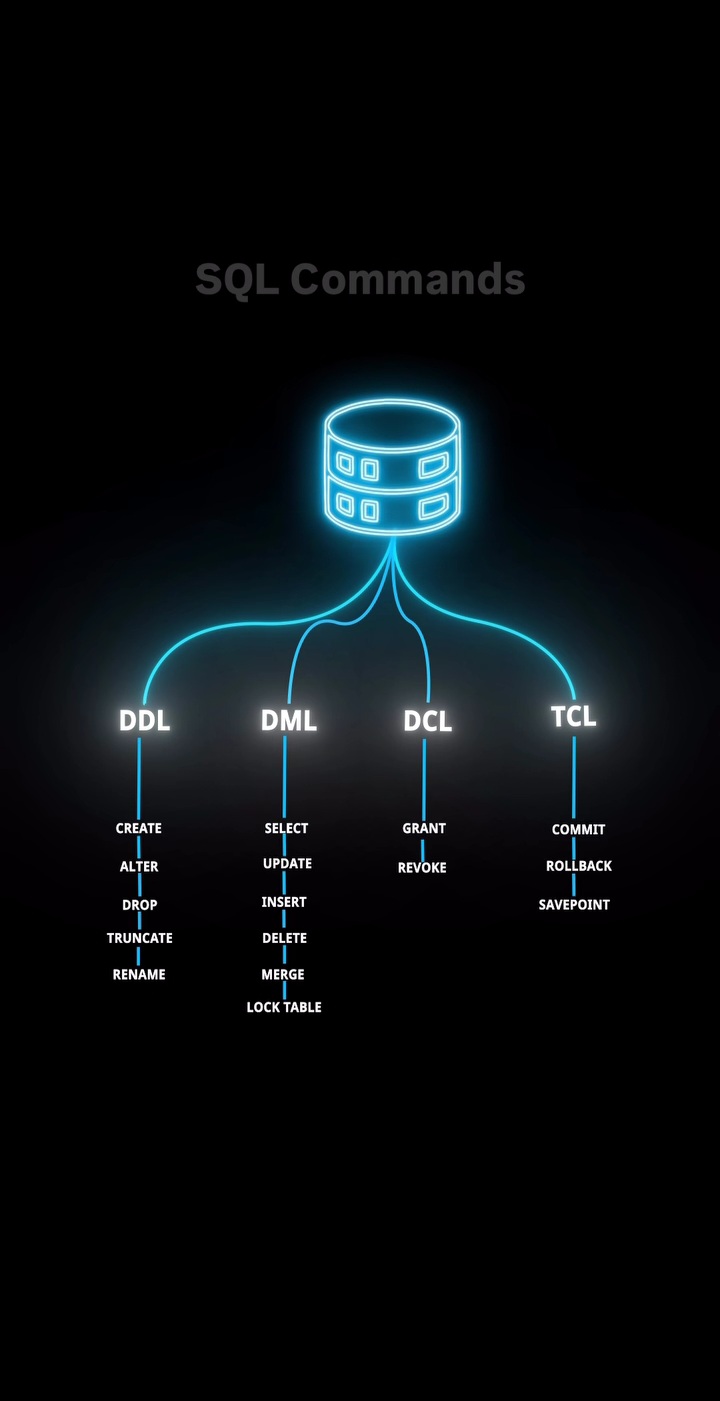 SQL Commands
DDL
CREATE
ALTER
DROP
TRUNCATE
RENAME
DML
SELECT
UPDATE
INSERT
DELETE
MERGE
LOCK TABLE
DCL
GRANT
REVOKE
TCL
COMMIT
ROLLBACK
SAVEPOINT